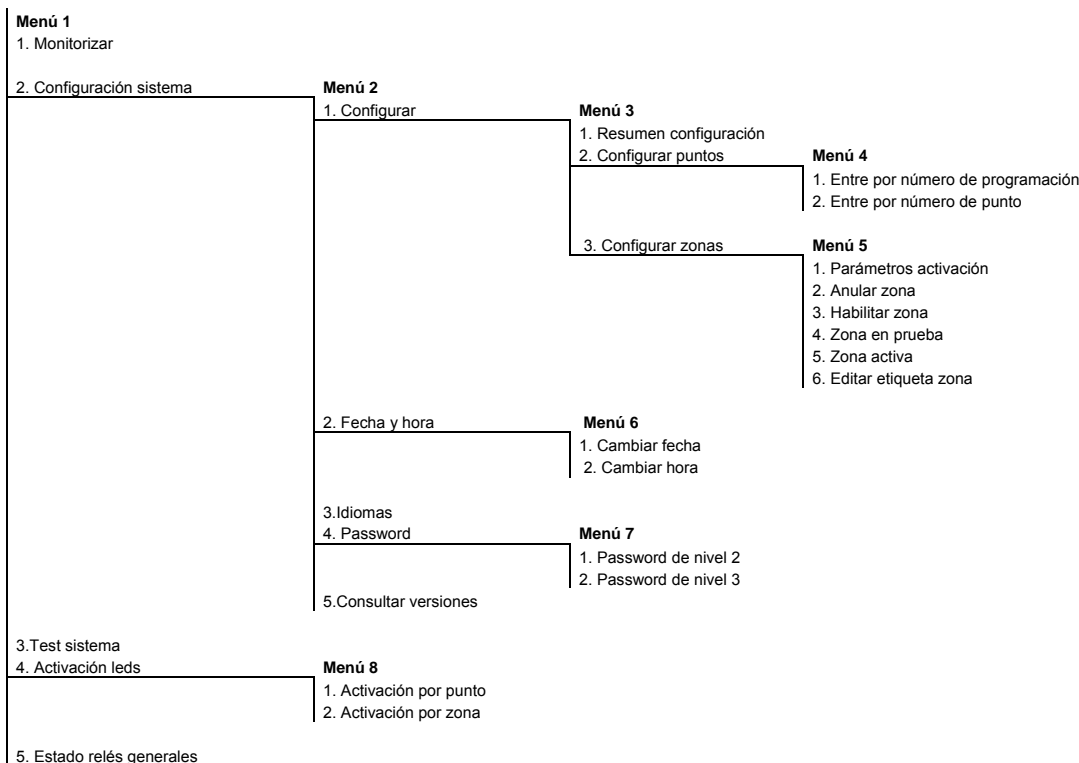 Menú 1
1. Monitorizar
2. Configuración sistema
Menú 2
1. Configurar
Menú 3
1. Resumen configuración
2. Configurar puntos
Menú 4
1. Entre por número de programación
2. Entre por número de punto
3. Configurar zonas
Menú 5
1. Parámetros activación
2. Anular zona
3. Habilitar zona
4. Zona en prueba
5. Zona activa
6. Editar etiqueta zona
2. Fecha y hora
Menú 6
1. Cambiar fecha
2. Cambiar hora
3.Idiomas
4. Password
Menú 7
1. Password de nivel 2
2. Password de nivel 3
5.Consultar versiones
3.Test sistema
4. Activación leds
Menú 8
1. Activación por punto
2. Activación por zona
5. Estado relés generales